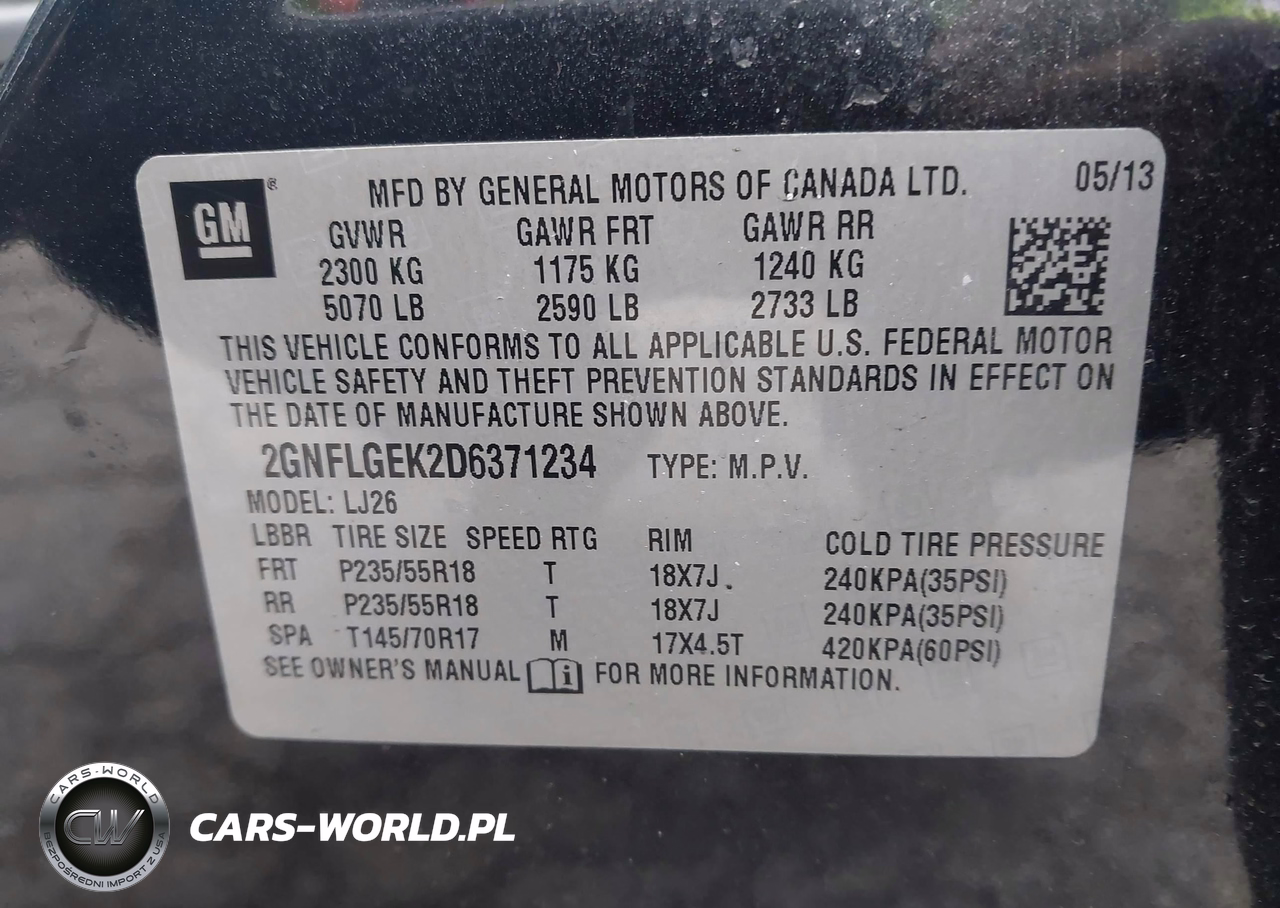 GM®
MFD BY GENERAL MOTORS OF CANADA LTD. 05/13
GVWR GAWR FRT GAWR RR
2300 KG 1175 KG 1240 KG
5070 LB 2590 LB 2733 LB
THIS VEHICLE CONFORMS TO ALL APPLICABLE U.S. FEDERAL MOTOR
VEHICLE SAFETY AND THEFT PREVENTION STANDARDS IN EFFECT ON
THE DATE OF MANUFACTURE SHOWN ABOVE.
2GNFLGEK2D6371234 TYPE: M.P.V.
MODEL: LJ26
LBBR TIRE SIZE SPEED RTG RIM COLD TIRE PRESSURE
FRT P235/55R18 T 18X7J 240KPA(35PSI)
RR P235/55R18 T 18X7J 240KPA(35PSI)
SPA T145/70R17 M 17X4.5T 420KPA(60PSI)
SEE OWNER'S MANUAL FOR MORE INFORMATION.
CARS-WORLD
CW
BEZPOŚREDNI IMPORT Z USA
CARS-WORLD.PL